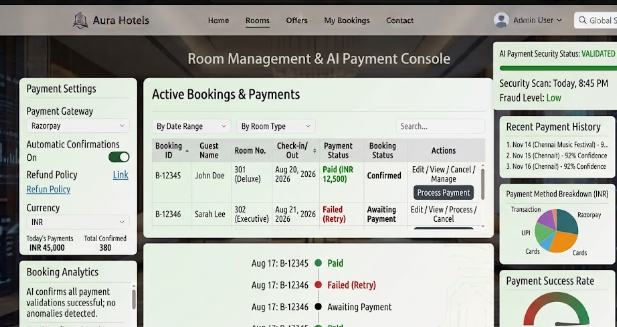 Aura Hotels
Home Rooms Offers My Bookings Contact
Admin User
Global S
Room Management & AI Payment Console
AI Payment Security Status: VALIDATED
Security Scan: Today, 8:45 PM
Fraud Level: Low
Payment Settings
Payment Gateway
Razorpay
Automatic Confirmations
On
Refund Policy Link
Refun Policy
Currency
INR
Today's Payments Total Confirmed
INR 45,000 380
Booking Analytics
AI confirms all payment
validations successful; no
anomalies detected.
Active Bookings & Payments
By Date Range By Room Type Search...
Booking ID Guest Name Room No. Check-in/Out Payment Status Booking Status Actions
B-12345 John Doe 301 (Deluxe) Aug 20, 2026 2026 Paid (INR 12,500) Confirmed Edit / View / Cancel / Manage
Process Payment
B-12346 Sarah Lee 302 (Executive) Aug 21, 2026 2026 Failed (Retry) Awaiting Payment Edit / View / Process / Cancel
Aug 17: B-12345 Paid
Aug 17: B-12346 Failed (Retry)
Aug 17: B-12346 Awaiting Payment
Recent Payment History
1. Nov 14 (Chennai Music Festival) - 9...
2. Nov 15 (Chennai!) - 92% Confidence
3. Nov 16 (Chennai) - 92% Confidence
Payment Method Breakdown (INR)
Transaction
Razorpay
UPI
Cards
Cards
Payment Success Rate